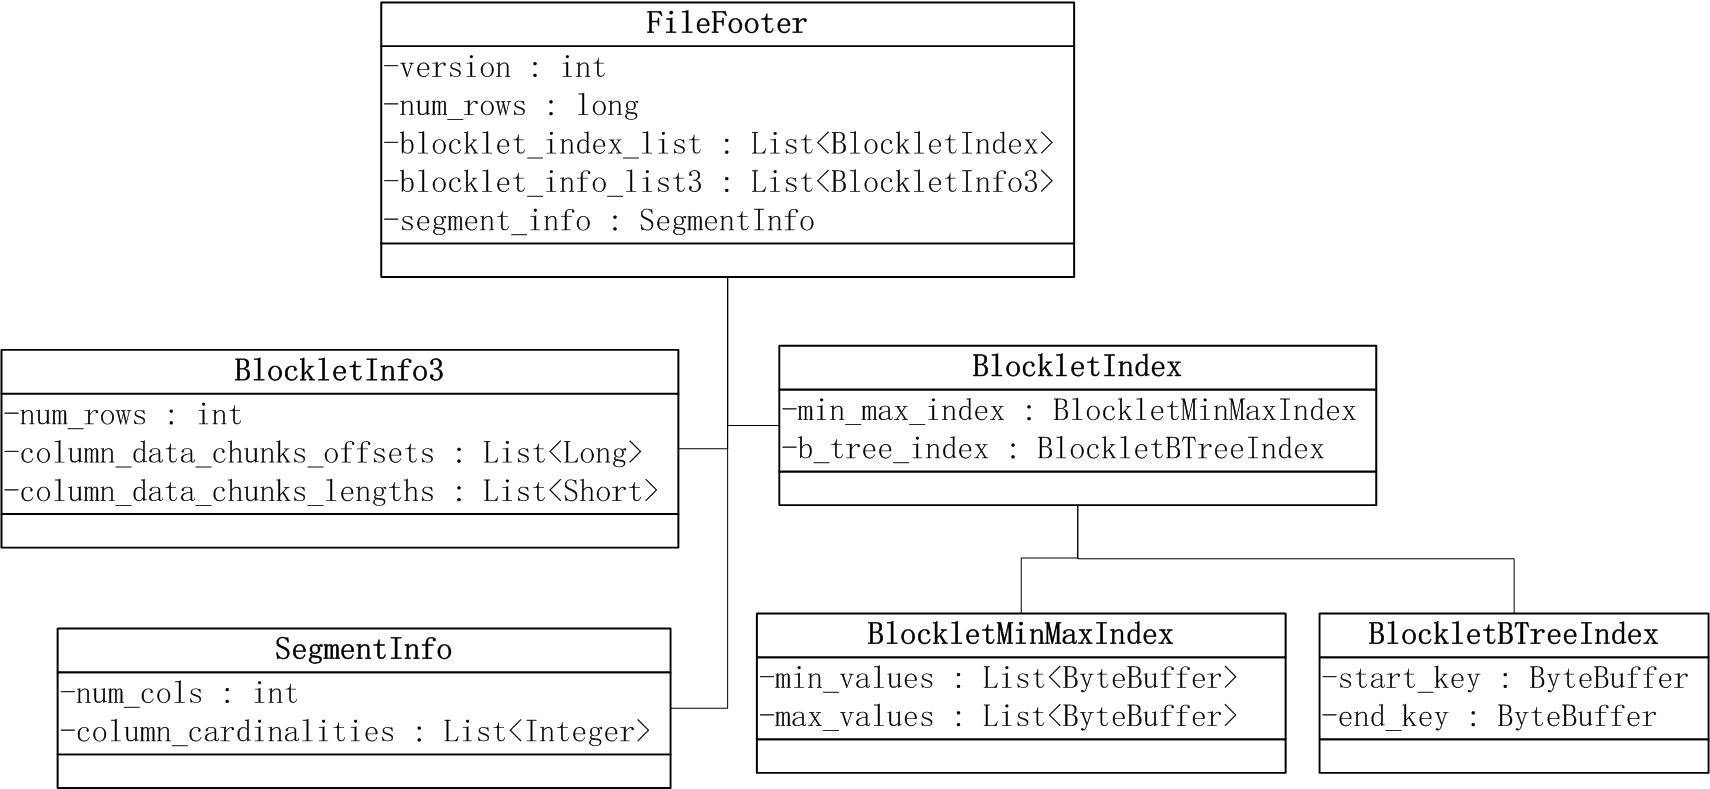 FileFooter
-version : int
-num_rows : long
-blocklet_index_list : List<BlockletIndex>
-blocklet_info_list3 : List<BlockletInfo3>
-segment_info : SegmentInfo
BlockletInfo3
-num_rows : int
-column_data_chunks_offsets : List<Long>
-column_data_chunks_lengths : List<Short>
BlockletIndex
-min_max_index : BlockletMinMaxIndex
-b_tree_index : BlockletBTreeIndex
SegmentInfo
-num_cols : int
-column_cardinalities : List<Integer>
BlockletMinMaxIndex
-min_values : List<ByteBuffer>
-max_values : List<ByteBuffer>
BlockletBTreeIndex
-start_key : ByteBuffer
-end_key : ByteBuffer